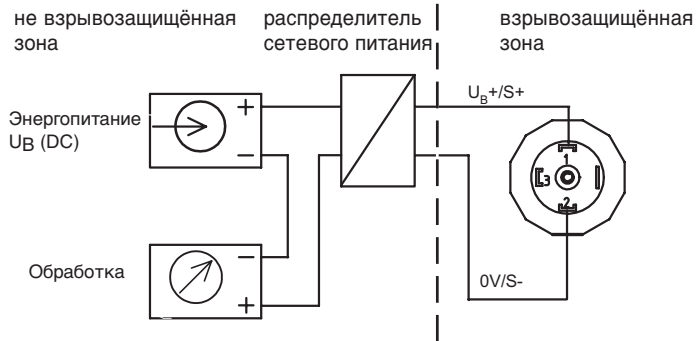 не взрывозащищённая зона
распределитель сетевого питания
взрывозащищённая зона
Энергопитание
UB (DC)
+
−
UB+/S+
1
3
2
Обработка
−
+
0V/S-